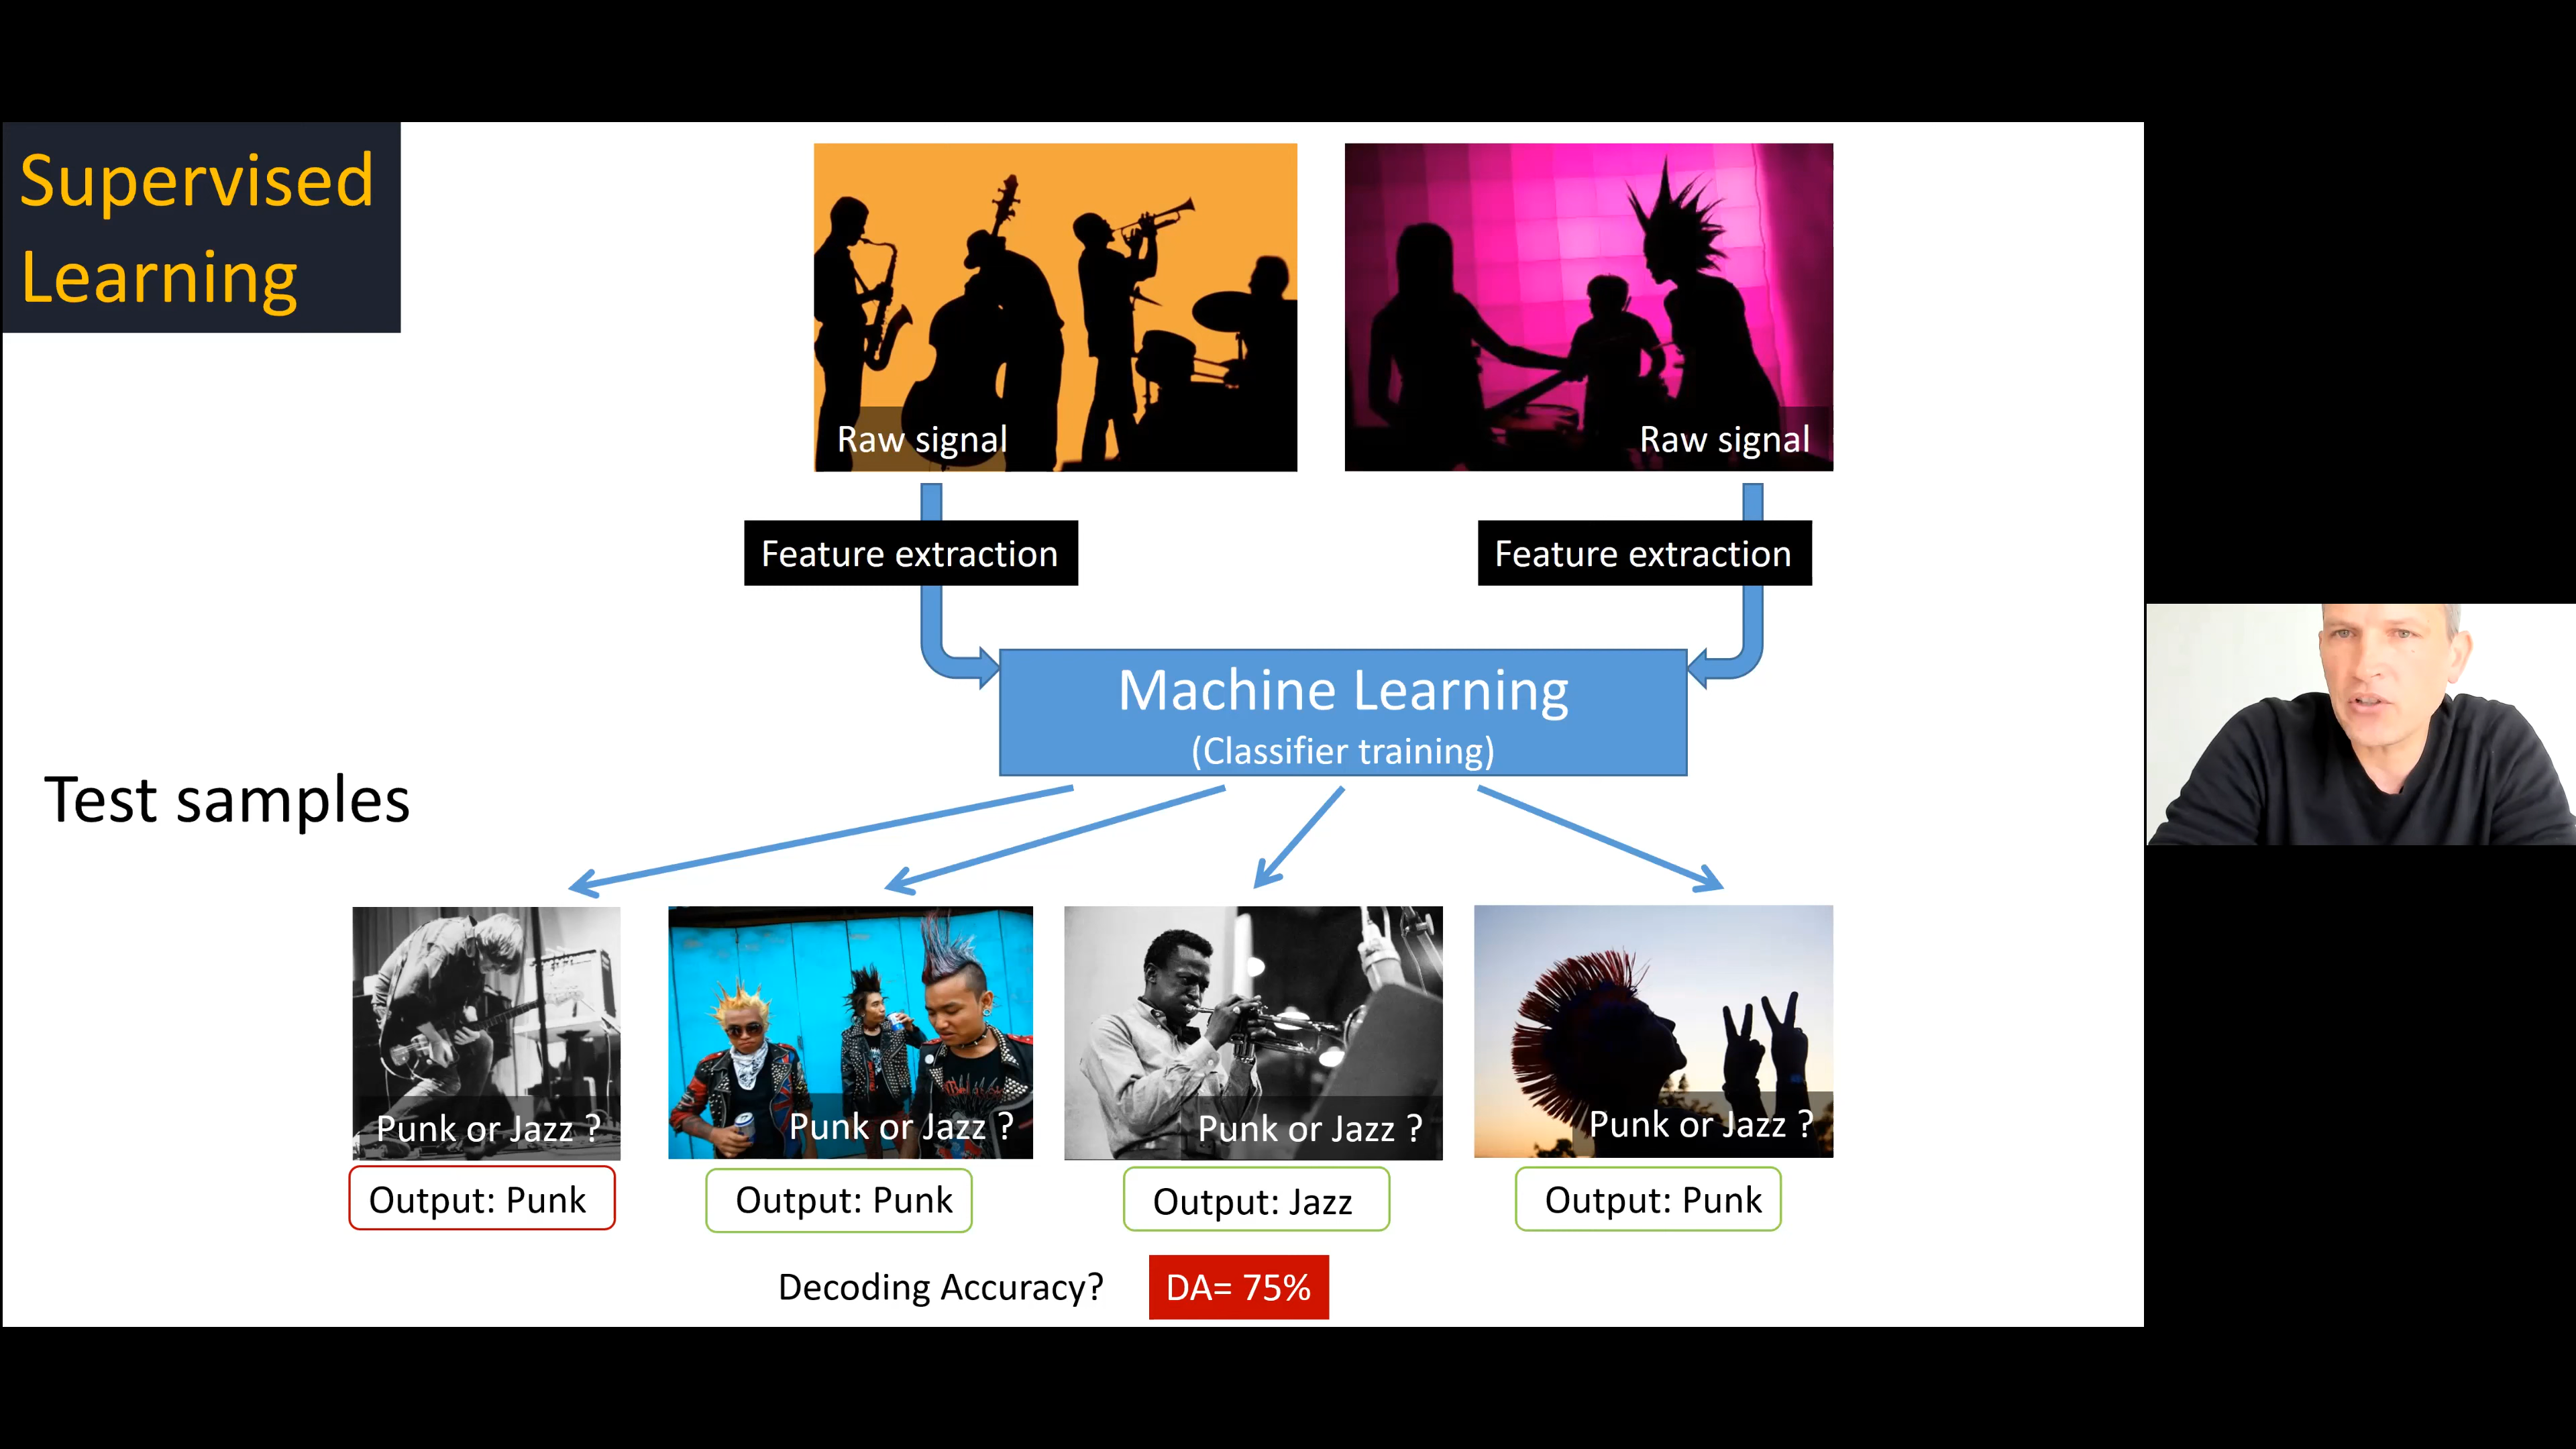 Supervised
Learning
Raw signal
Raw signal
Feature extraction
Feature extraction
Machine Learning
(Classifier training)
Test samples
Punk or Jazz ?
Punk or Jazz ?
Punk or Jazz ?
Punk or Jazz ?
Output: Punk
Output: Punk
Output: Jazz
Output: Punk
Decoding Accuracy?
DA= 75%